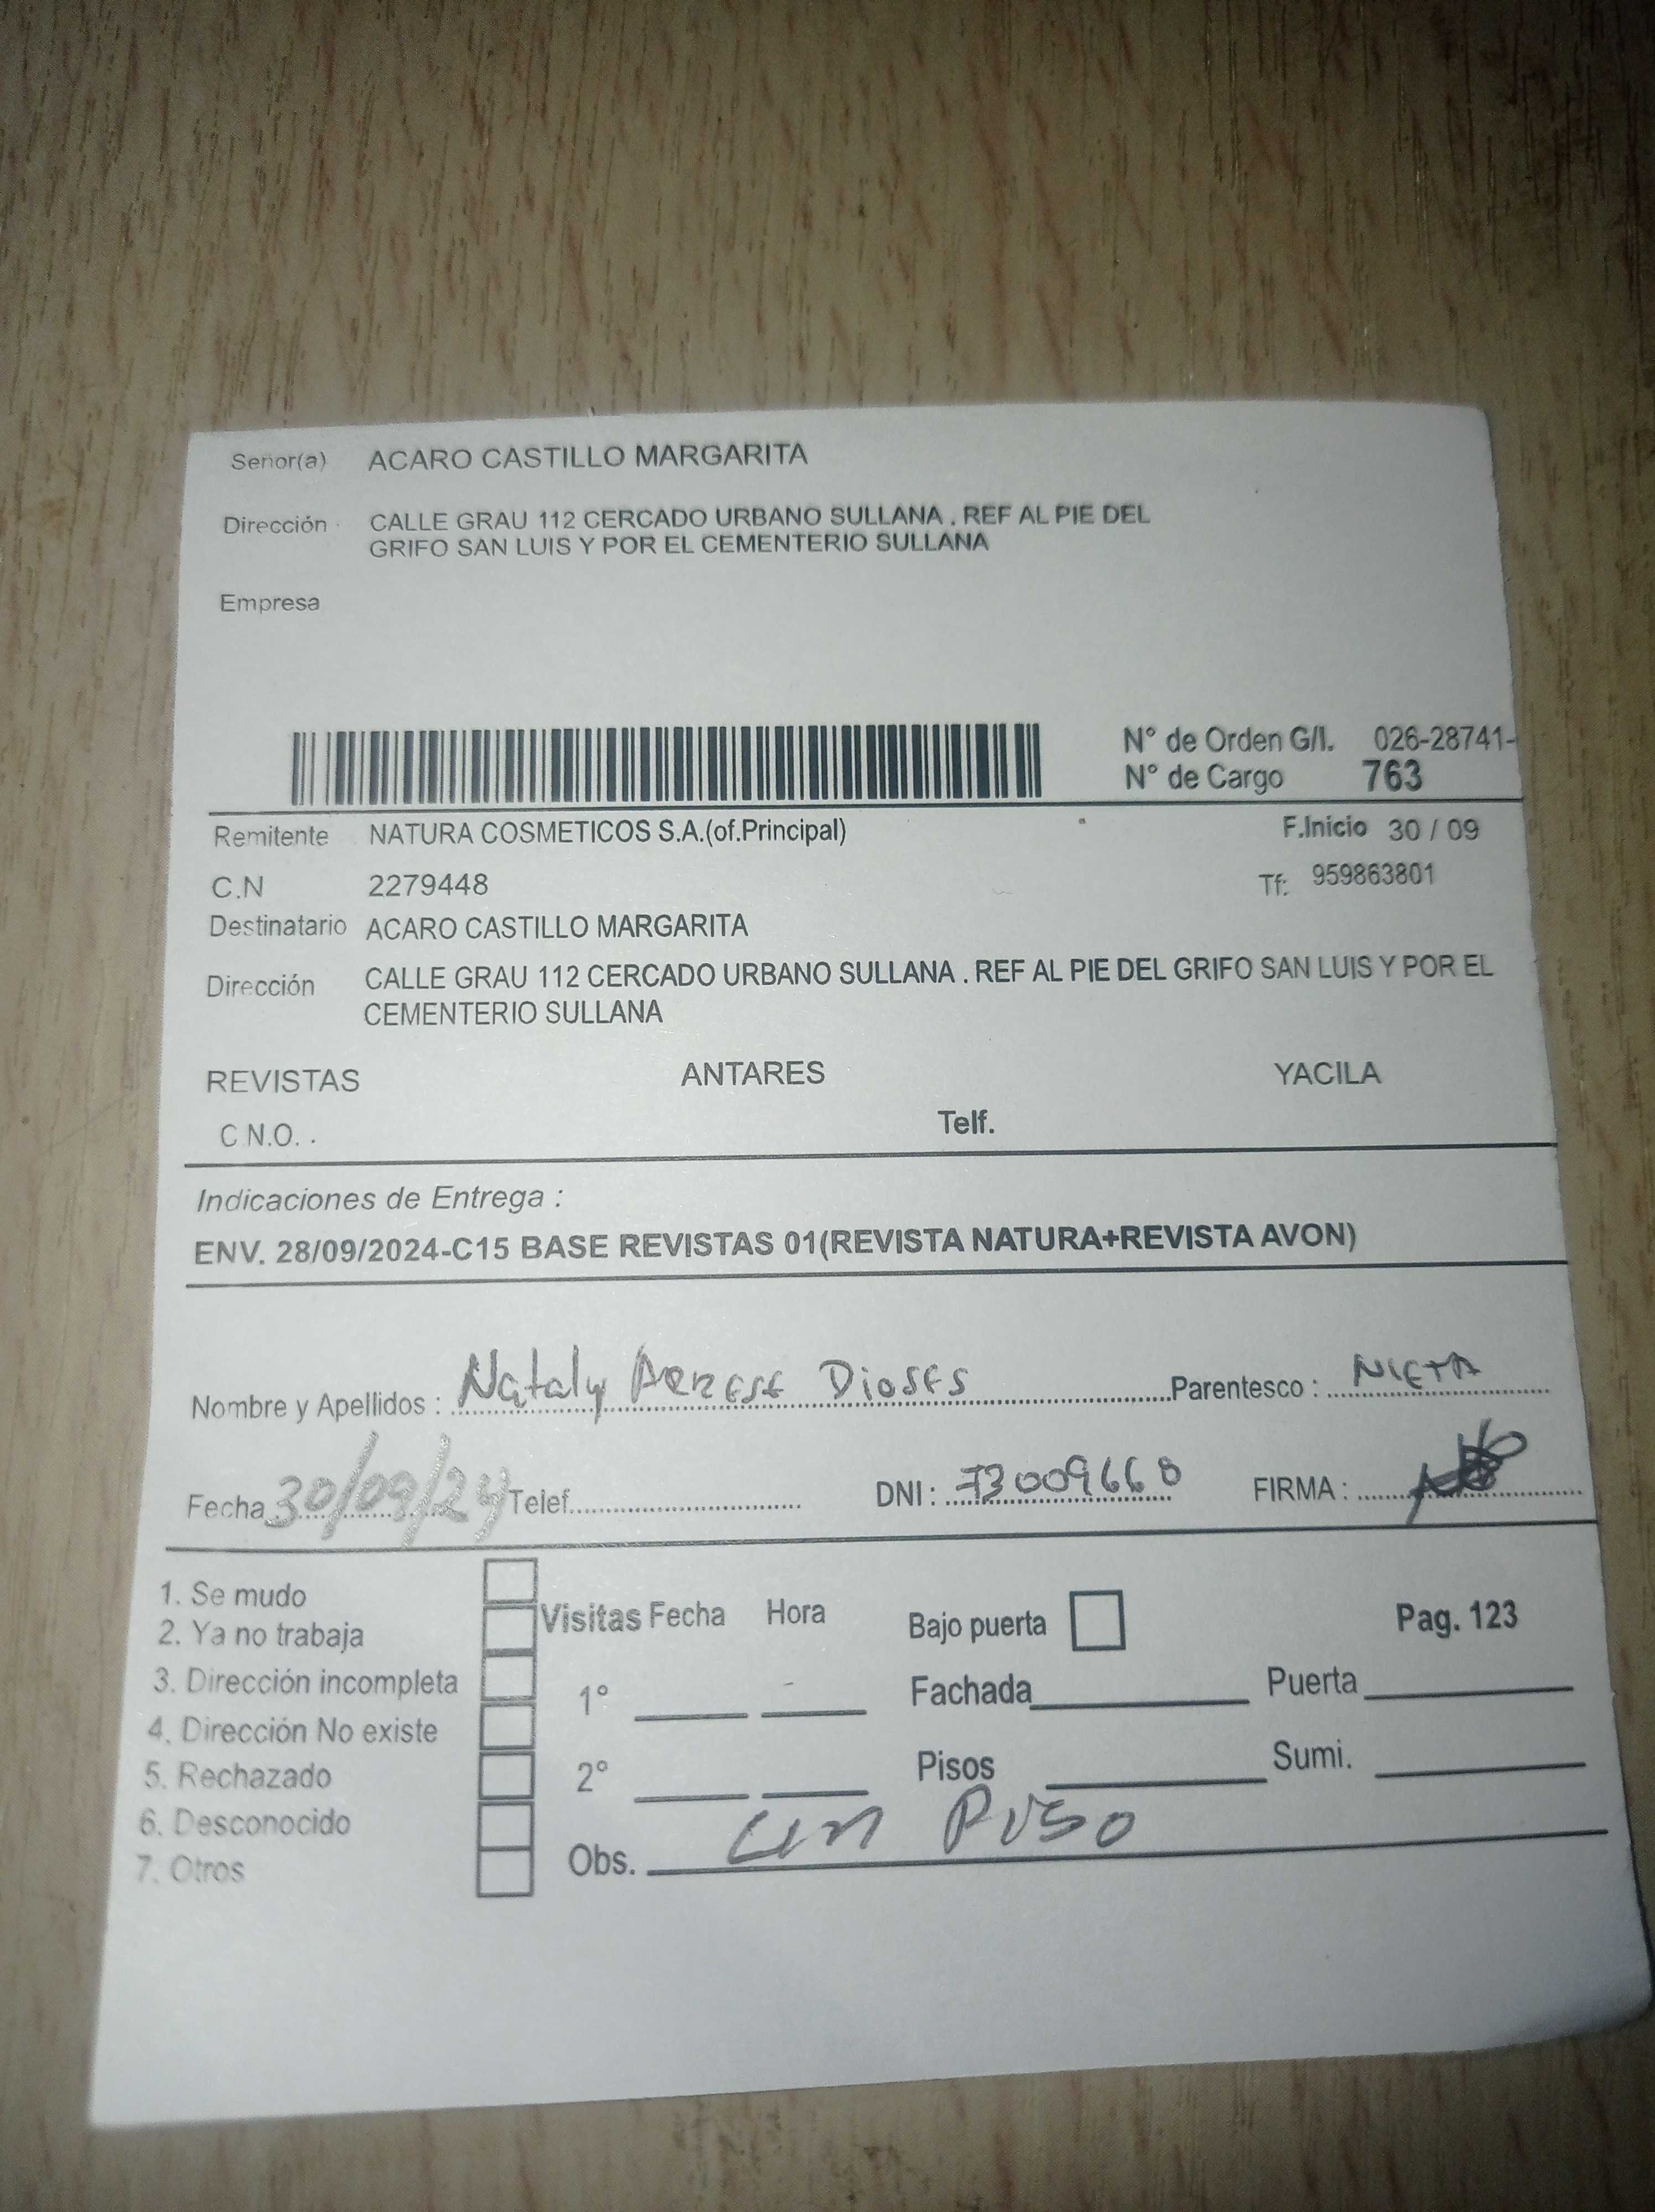 Señor(a) ACARO CASTILLO MARGARITA
Dirección CALLE GRAU 112 CERCADO URBANO SULLANA . REF AL PIE DEL
GRIFO SAN LUIS Y POR EL CEMENTERIO SULLANA
Empresa
N° de Orden G/I. 026-28741-
N° de Cargo 763
Remitente NATURA COSMETICOS S.A.(of.Principal) F.Inicio 30 / 09
C.N 2279448 Tf: 959863801
Destinatario ACARO CASTILLO MARGARITA
Dirección CALLE GRAU 112 CERCADO URBANO SULLANA . REF AL PIE DEL GRIFO SAN LUIS Y POR EL
CEMENTERIO SULLANA
REVISTAS ANTARES YACILA
C N.O. . Telf.
Indicaciones de Entrega :
ENV. 28/09/2024-C15 BASE REVISTAS 01(REVISTA NATURA+REVISTA AVON)
Nombre y Apellidos : Nataly Dioses Parentesco : NIETA
Fecha 30/09/24 Telef. DNI : 73009668 FIRMA :
1. Se mudo
2. Ya no trabaja Visitas Fecha Hora Bajo puerta Pag. 123
3. Dirección incompleta 1° Fachada Puerta
4. Dirección No existe
5. Rechazado 2° Pisos Sumi.
6. Desconocido
7. Otros Obs. un Piso